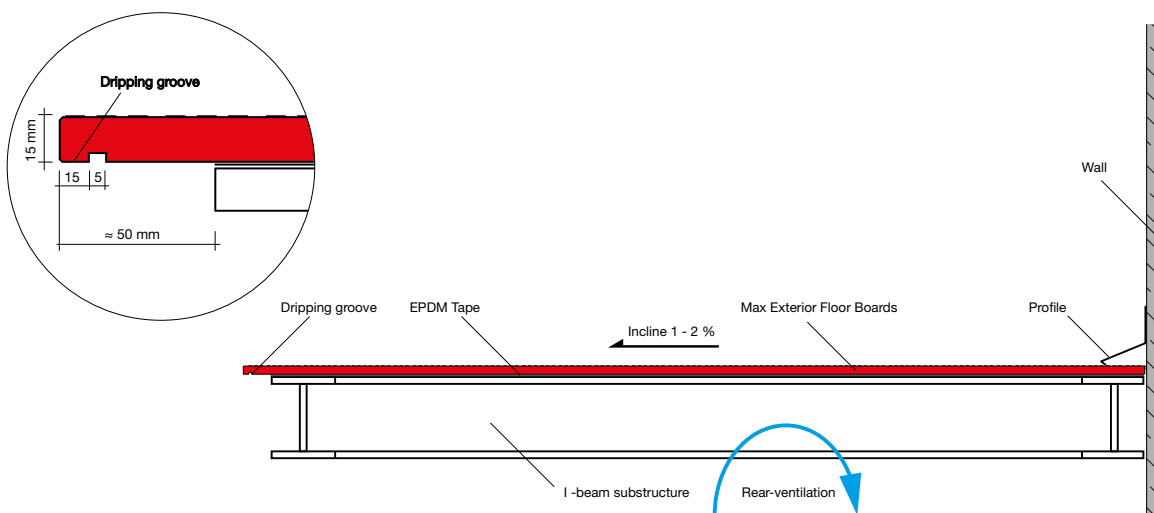 Dripping groove
15 mm
15
5
≈ 50 mm
Wall
Dripping groove
EPDM Tape
Max Exterior Floor Boards
Profile
Incline 1 - 2 %
I -beam substructure
Rear-ventilation